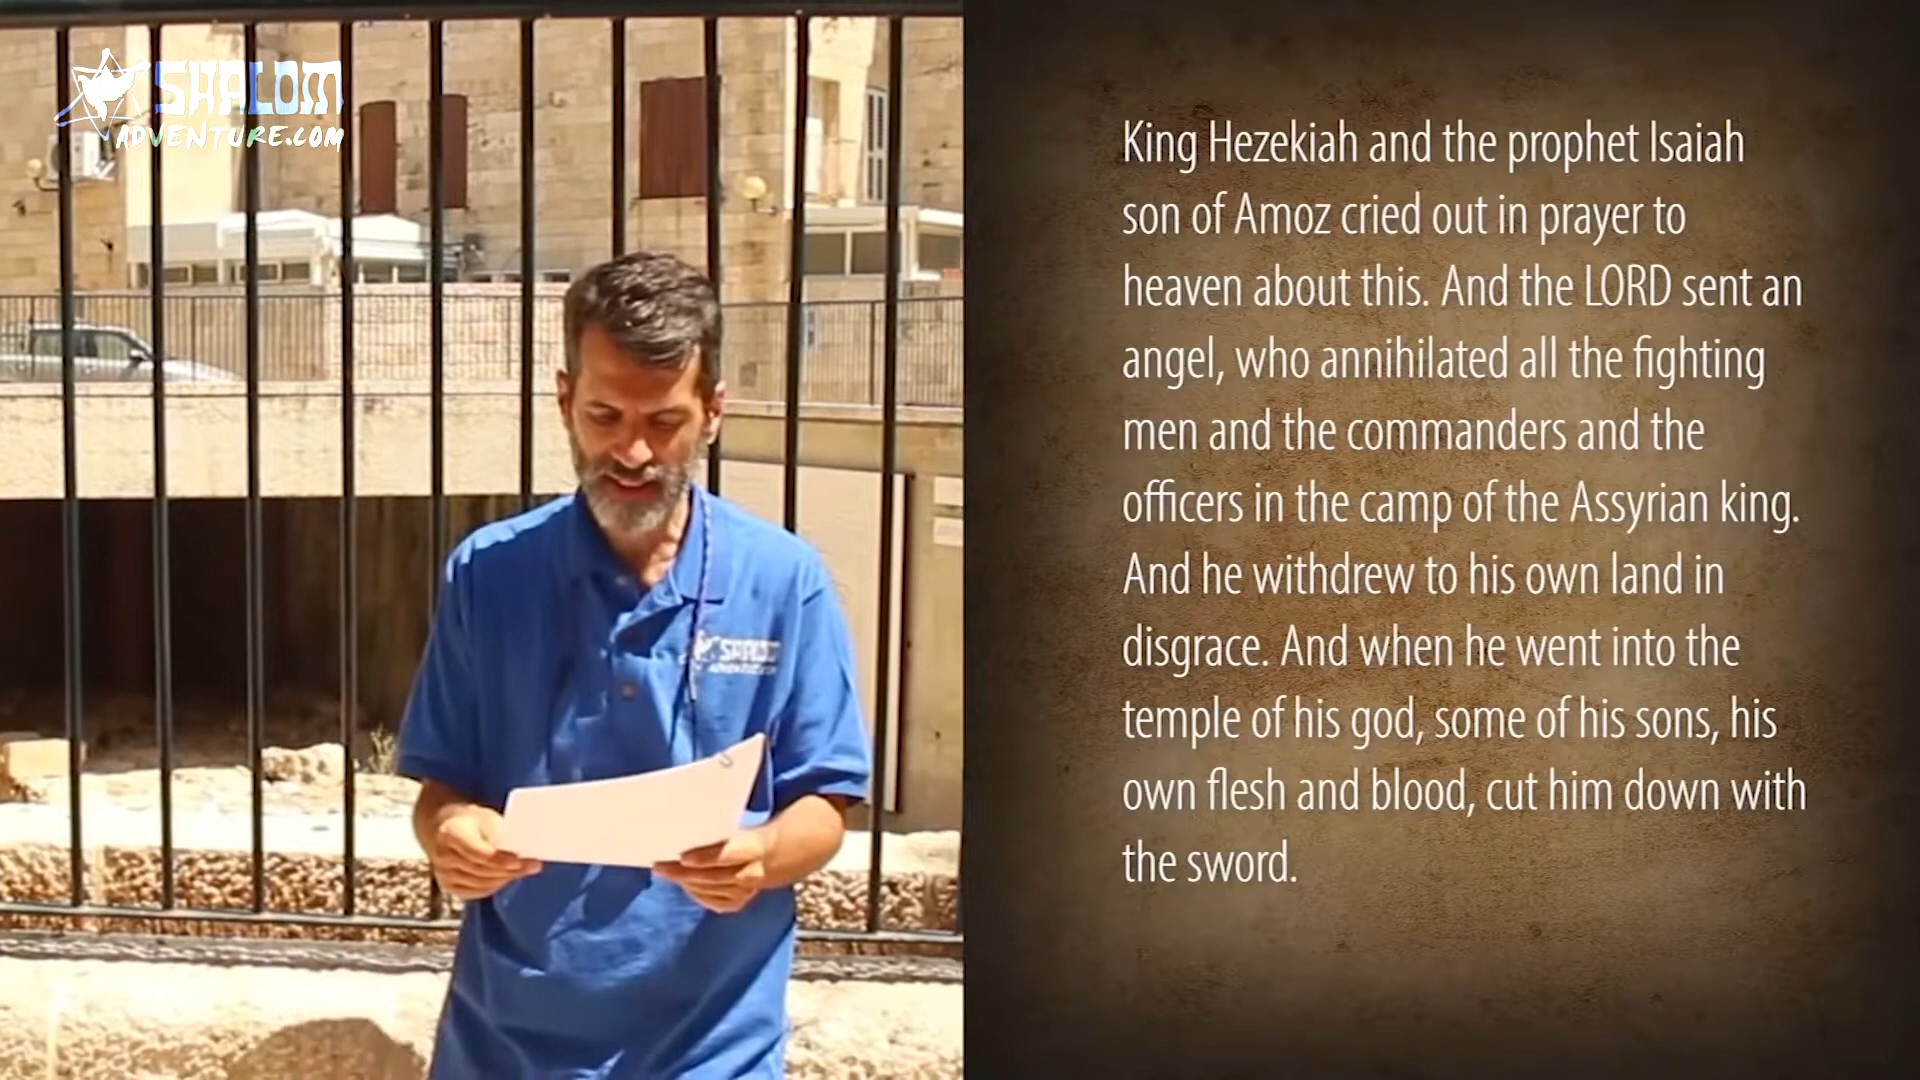 SHALOM
ADVENTURE.COM
King Hezekiah and the prophet Isaiah
son of Amoz cried out in prayer to
heaven about this. And the LORD sent an
angel, who annihilated all the fighting
men and the commanders and the
officers in the camp of the Assyrian king.
And he withdrew to his own land in
disgrace. And when he went into the
temple of his god, some of his sons, his
own flesh and blood, cut him down with
the sword.
SHALOM
ADVENTURE.COM